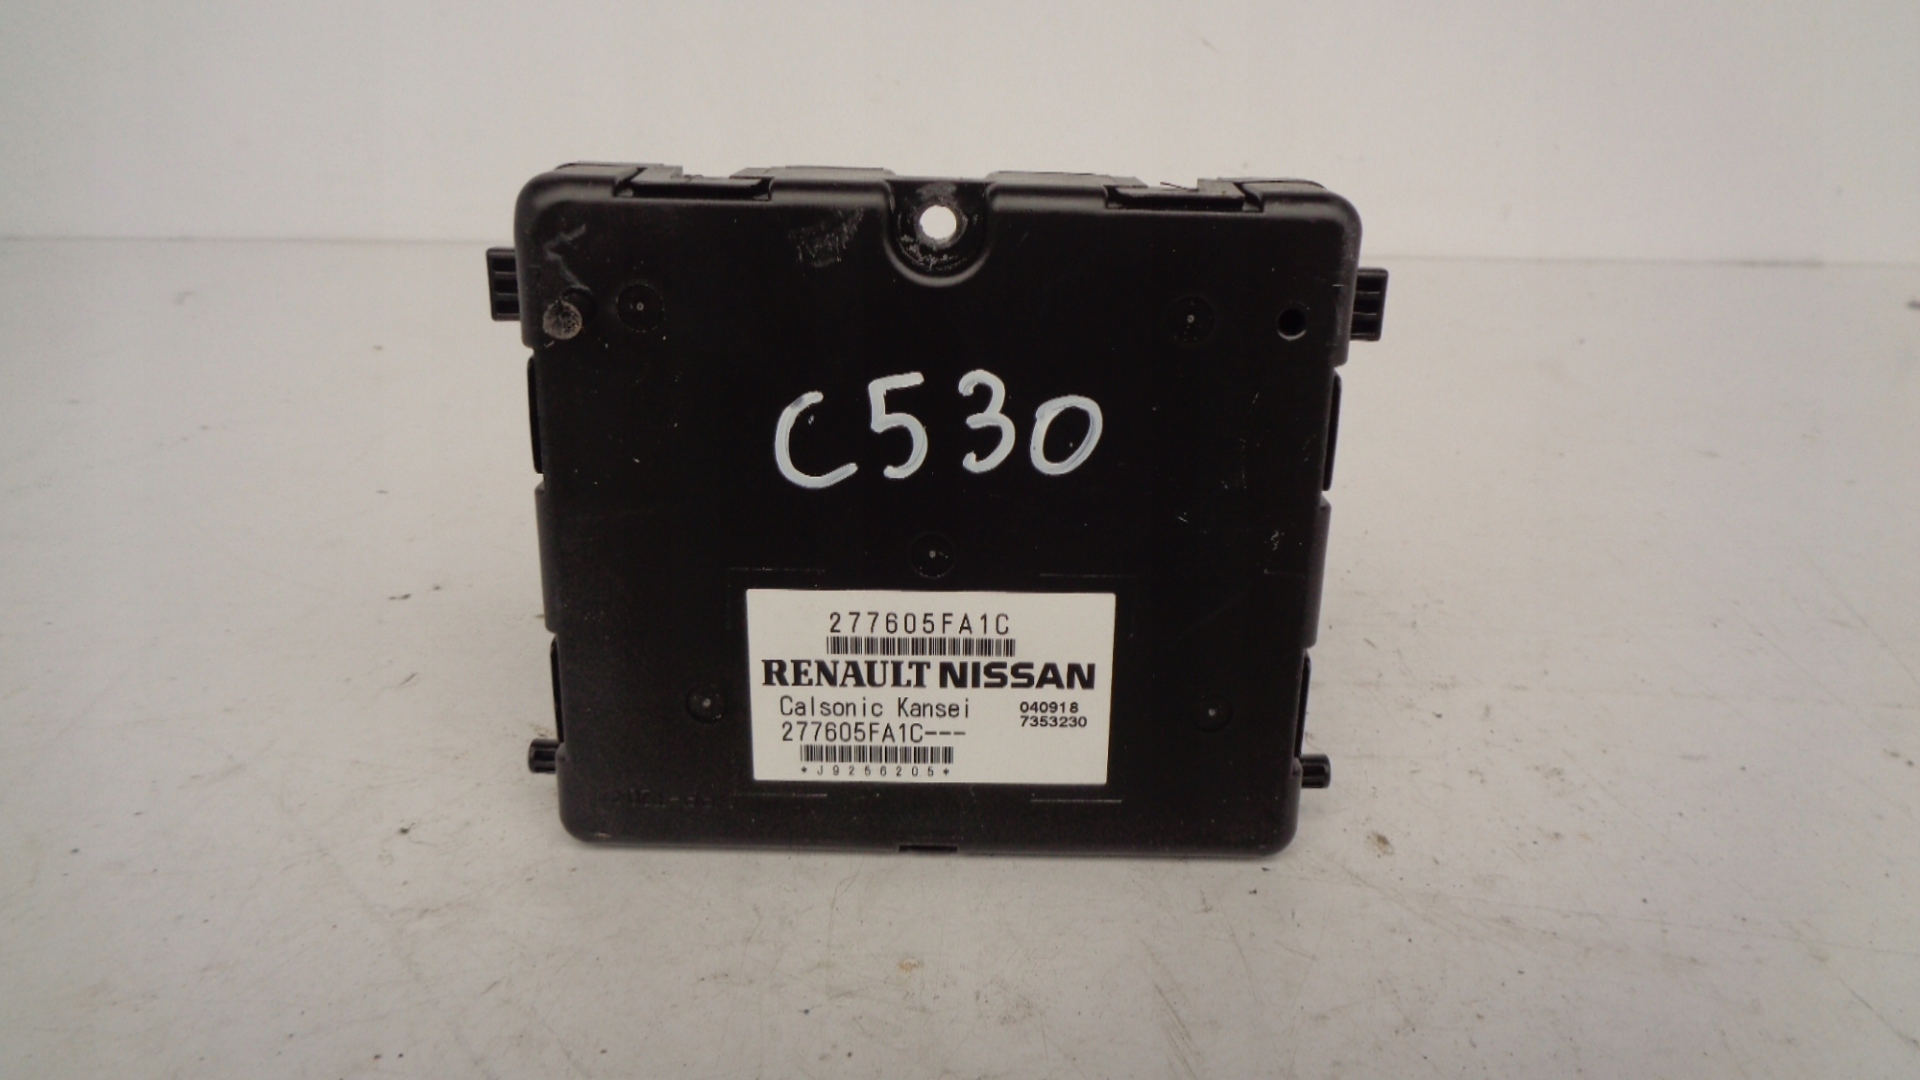 C530
277605FA1C
RENAULT NISSAN
Calsonic Kansei 040918
277605FA1C--- 7353230
*J9256205*